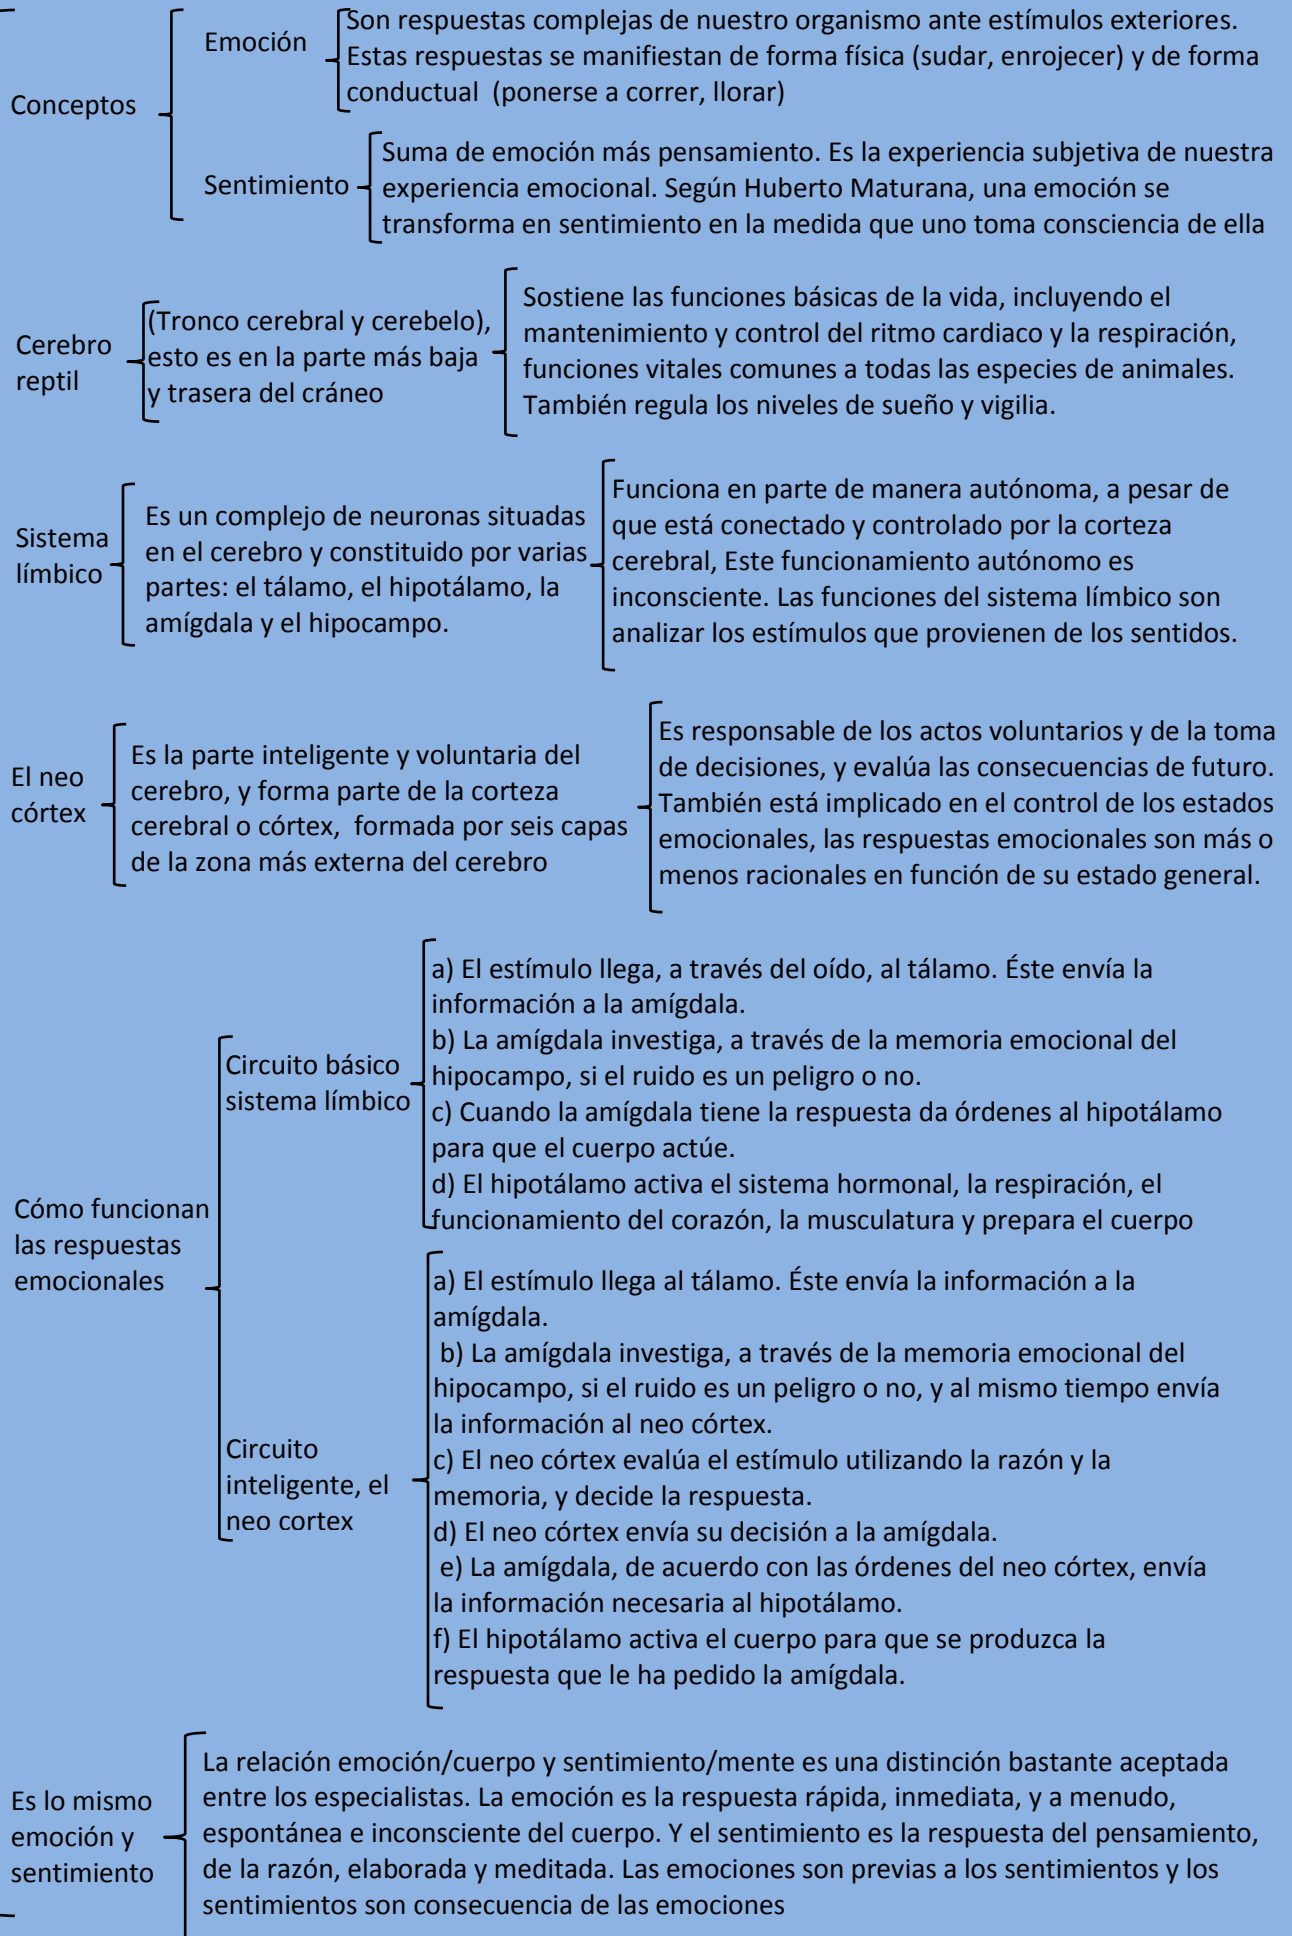 Conceptos
Emoción
Son respuestas complejas de nuestro organismo ante estímulos exteriores.
Estas respuestas se manifiestan de forma física (sudar, enrojecer) y de forma
conductual (ponerse a correr, llorar)
Sentimiento
Suma de emoción más pensamiento. Es la experiencia subjetiva de nuestra
experiencia emocional. Según Huberto Maturana, una emoción se
transforma en sentimiento en la medida que uno toma consciencia de ella
Cerebro
reptil
(Tronco cerebral y cerebelo),
esto es en la parte más baja
y trasera del cráneo
Sostiene las funciones básicas de la vida, incluyendo el
mantenimiento y control del ritmo cardiaco y la respiración,
funciones vitales comunes a todas las especies de animales.
También regula los niveles de sueño y vigilia.
Sistema
límbico
Es un complejo de neuronas situadas
en el cerebro y constituido por varias
partes: el tálamo, el hipotálamo, la
amígdala y el hipocampo.
Funciona en parte de manera autónoma, a pesar de
que está conectado y controlado por la corteza
cerebral, Este funcionamiento autónomo es
inconsciente. Las funciones del sistema límbico son
analizar los estímulos que provienen de los sentidos.
El neo
córtex
Es la parte inteligente y voluntaria del
cerebro, y forma parte de la corteza
cerebral o córtex, formada por seis capas
de la zona más externa del cerebro
Es responsable de los actos voluntarios y de la toma
de decisiones, y evalúa las consecuencias de futuro.
También está implicado en el control de los estados
emocionales, las respuestas emocionales son más o
menos racionales en función de su estado general.
Cómo funcionan
las respuestas
emocionales
Circuito básico
sistema límbico
a) El estímulo llega, a través del oído, al tálamo. Éste envía la
información a la amígdala.
b) La amígdala investiga, a través de la memoria emocional del
hipocampo, si el ruido es un peligro o no.
c) Cuando la amígdala tiene la respuesta da órdenes al hipotálamo
para que el cuerpo actúe.
d) El hipotálamo activa el sistema hormonal, la respiración, el
funcionamiento del corazón, la musculatura y prepara el cuerpo
Circuito
inteligente, el
neo cortex
a) El estímulo llega al tálamo. Éste envía la información a la
amígdala.
b) La amígdala investiga, a través de la memoria emocional del
hipocampo, si el ruido es un peligro o no, y al mismo tiempo envía
la información al neo córtex.
c) El neo córtex evalúa el estímulo utilizando la razón y la
memoria, y decide la respuesta.
d) El neo córtex envía su decisión a la amígdala.
e) La amígdala, de acuerdo con las órdenes del neo córtex, envía
la información necesaria al hipotálamo.
f) El hipotálamo activa el cuerpo para que se produzca la
respuesta que le ha pedido la amígdala.
Es lo mismo
emoción y
sentimiento
La relación emoción/cuerpo y sentimiento/mente es una distinción bastante aceptada
entre los especialistas. La emoción es la respuesta rápida, inmediata, y a menudo,
espontánea e inconsciente del cuerpo. Y el sentimiento es la respuesta del pensamiento,
de la razón, elaborada y meditada. Las emociones son previas a los sentimientos y los
sentimientos son consecuencia de las emociones